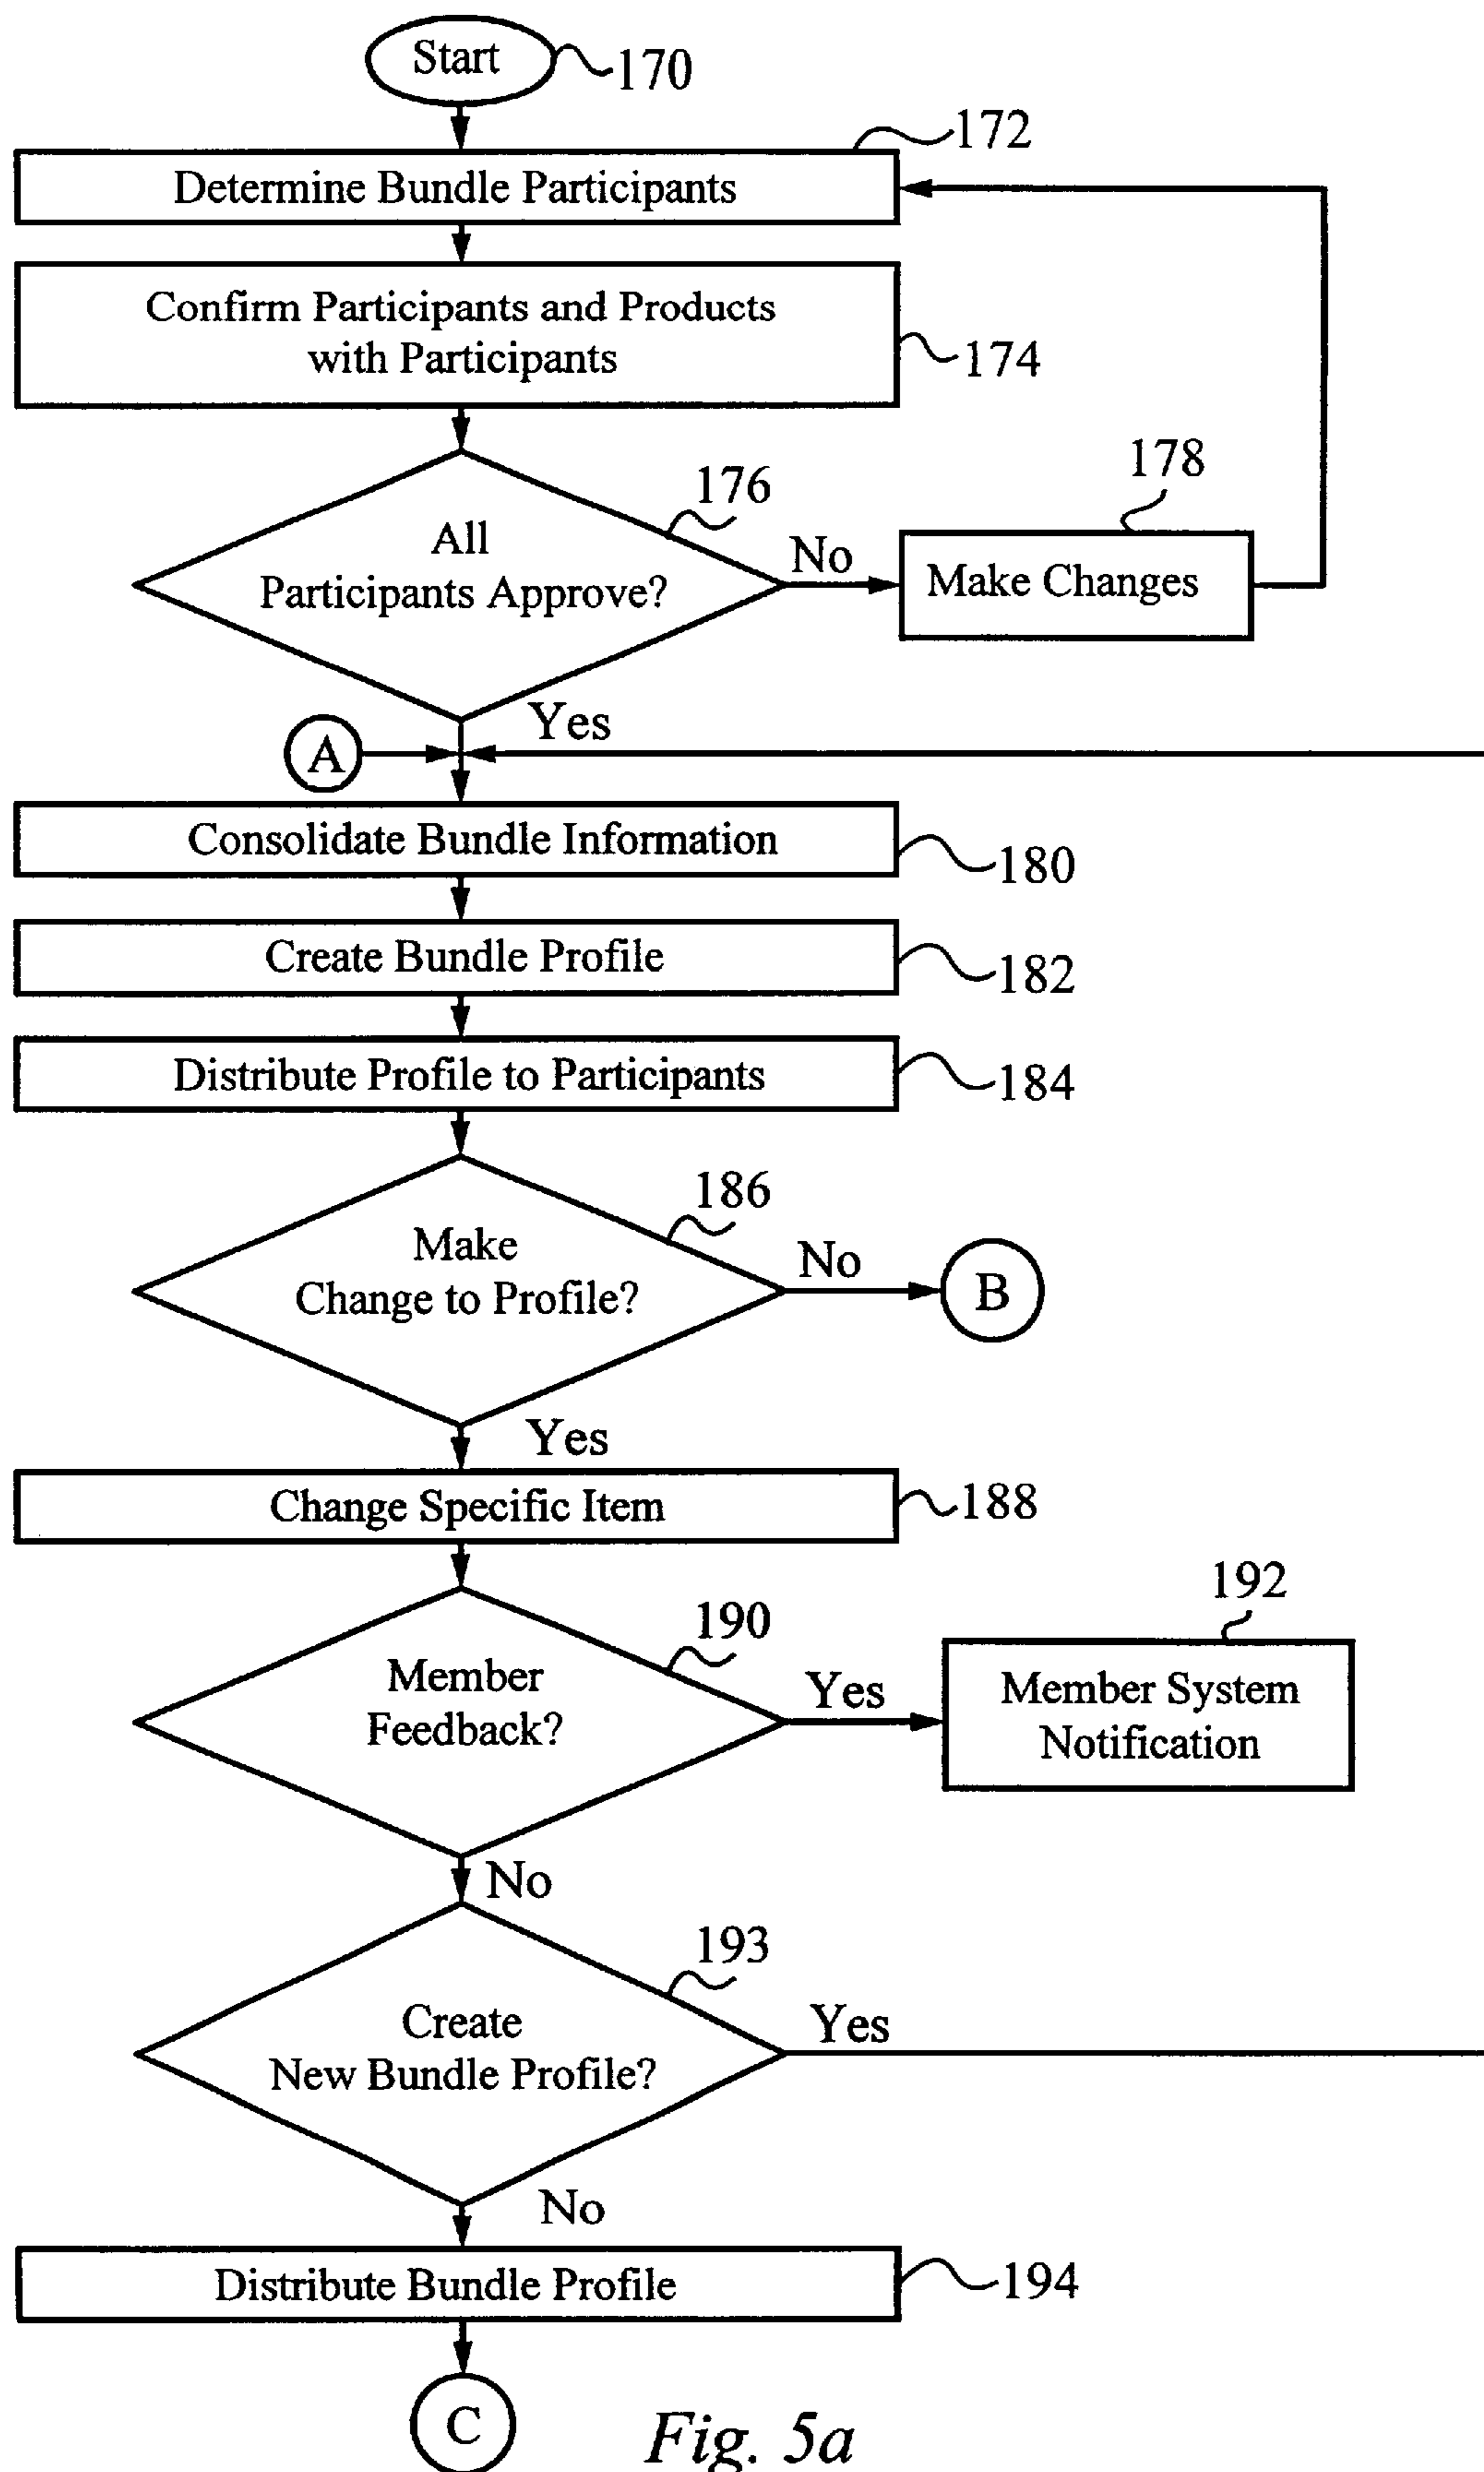 Start
170
172
Determine Bundle Participants
Confirm Participants and Products
with Participants
174
176
178
All
Participants Approve?
No
Make Changes
Yes
A
Consolidate Bundle Information
180
Create Bundle Profile
182
Distribute Profile to Participants
184
186
Make
Change to Profile?
No
B
Yes
Change Specific Item
188
192
190
Member
Feedback?
Yes
Member System
Notification
No
193
Create
New Bundle Profile?
Yes
No
Distribute Bundle Profile
194
C
Fig. 5a